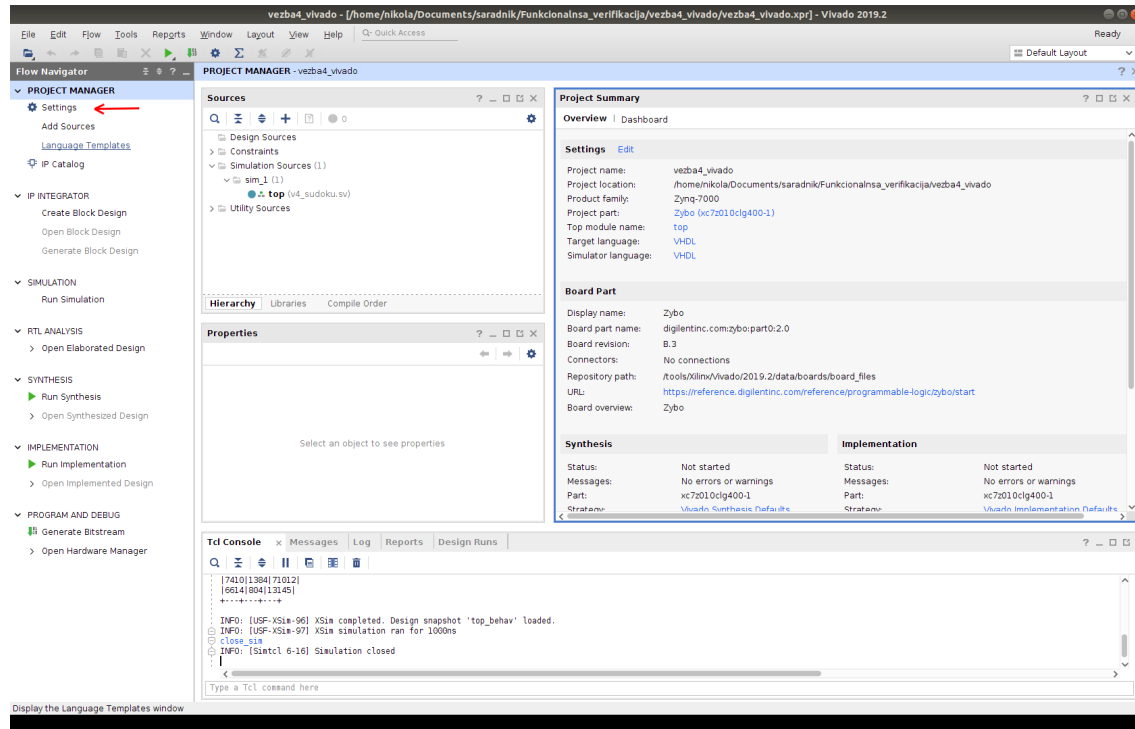 vezba4_vivado - [/home/nikola/Documents/saradnik/Funkcionalnsa_verifikacija/vezba4_vivado/vezba4_vivado.xpr] - Vivado 2019.2
File Edit Flow Tools Reports Window Layout View Help Q- Quick Access Ready
Default Layout
Flow Navigator
PROJECT MANAGER
Settings
Add Sources
Language Templates
IP Catalog
IP INTEGRATOR
Create Block Design
Open Block Design
Generate Block Design
SIMULATION
Run Simulation
RTL ANALYSIS
Open Elaborated Design
SYNTHESIS
Run Synthesis
Open Synthesized Design
IMPLEMENTATION
Run Implementation
Open Implemented Design
PROGRAM AND DEBUG
Generate Bitstream
Open Hardware Manager
PROJECT MANAGER - vezba4_vivado
Sources
0
Design Sources
Constraints
Simulation Sources (1)
sim_1 (1)
top (v4_sudoku.sv)
Utility Sources
Hierarchy Libraries Compile Order
Properties
Select an object to see properties
Project Summary
Overview | Dashboard
Settings Edit
Project name: vezba4_vivado
Project location: /home/nikola/Documents/saradnik/Funkcionalnsa_verifikacija/vezba4_vivado
Product family: Zynq-7000
Project part: Zybo (xc7z010clg400-1)
Top module name: top
Target language: VHDL
Simulator language: VHDL
Board Part
Display name: Zybo
Board part name: digilentinc.com:zybo:part0:2.0
Board revision: B.3
Connectors: No connections
Repository path: /tools/Xilinx/Vivado/2019.2/data/boards/board_files
URL: https://reference.digilentinc.com/reference/programmable-logic/zybo/start
Board overview: Zybo
Synthesis Implementation
Status: Not started Status: Not started
Messages: No errors or warnings Messages: No errors or warnings
Part: xc7z010clg400-1 Part: xc7z010clg400-1
Strategy: Vivado Synthesis Defaults Strategy: Vivado Implementation Defaults
Tcl Console Messages Log Reports Design Runs
|7410|1384|71012|
|6614|804|13145|
+---+---+---+
INFO: [USF-XSim-96] XSim completed. Design snapshot 'top_behav' loaded.
INFO: [USF-XSim-97] XSim simulation ran for 1000ns
close_sim
INFO: [Simtcl 6-16] Simulation closed
Type a Tcl command here
Display the Language Templates window